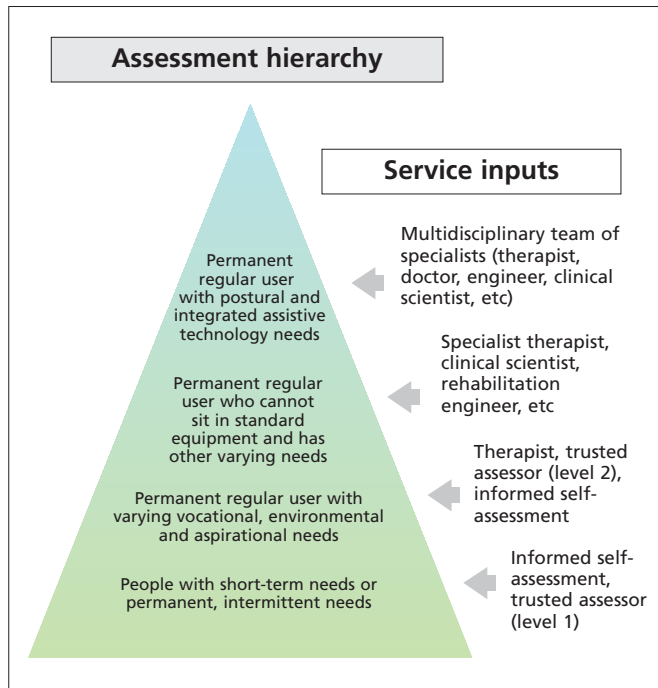 Assessment hierarchy
Service inputs
Permanent
regular user
with postural and
integrated assistive
technology needs
Multidisciplinary team of
specialists (therapist,
doctor, engineer, clinical
scientist, etc)
Permanent regular
user who cannot
sit in standard
equipment and has
other varying needs
Specialist therapist,
clinical scientist,
rehabilitation
engineer, etc
Permanent regular user with
varying vocational, environmental
and aspirational needs
Therapist, trusted
assessor (level 2),
informed self-
assessment
People with short-term needs or
permanent, intermittent needs
Informed self-
assessment,
trusted assessor
(level 1)